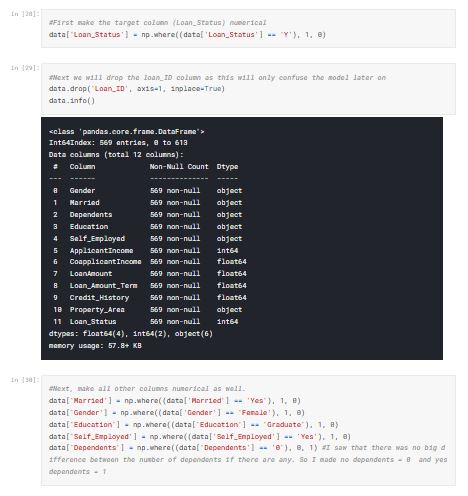 In [28]:
#First make the target column (Loan_Status) numerical
data['Loan_Status'] = np.where((data['Loan_Status'] == 'Y'), 1, 0)
In [29]:
#Next we will drop the loan_ID column as this will only confuse the model later on
data.drop('Loan_ID', axis=1, inplace=True)
data.info()
<class 'pandas.core.frame.DataFrame'>
Int64Index: 569 entries, 0 to 613
Data columns (total 12 columns):
 #   Column             Non-Null Count  Dtype
---  ------             --------------  -----
 0   Gender             569 non-null    object
 1   Married            569 non-null    object
 2   Dependents         569 non-null    object
 3   Education          569 non-null    object
 4   Self_Employed      569 non-null    object
 5   ApplicantIncome    569 non-null    int64
 6   CoapplicantIncome  569 non-null    float64
 7   LoanAmount         569 non-null    float64
 8   Loan_Amount_Term   569 non-null    float64
 9   Credit_History     569 non-null    float64
 10  Property_Area      569 non-null    object
 11  Loan_Status        569 non-null    int64
dtypes: float64(4), int64(2), object(6)
memory usage: 57.8+ KB
In [30]:
#Next, make all other columns numerical as well.
data['Married'] = np.where((data['Married'] == 'Yes'), 1, 0)
data['Gender'] = np.where((data['Gender'] == 'Female'), 1, 0)
data['Education'] = np.where((data['Education'] == 'Graduate'), 1, 0)
data['Self_Employed'] = np.where((data['Self_Employed'] == 'Yes'), 1, 0)
data['Dependents'] = np.where((data['Dependents'] == '0'), 0, 1) #I saw that there was no big d
ifference between the number of dependents if there are any. So I made no dependents = 0  and yes
dependents = 1